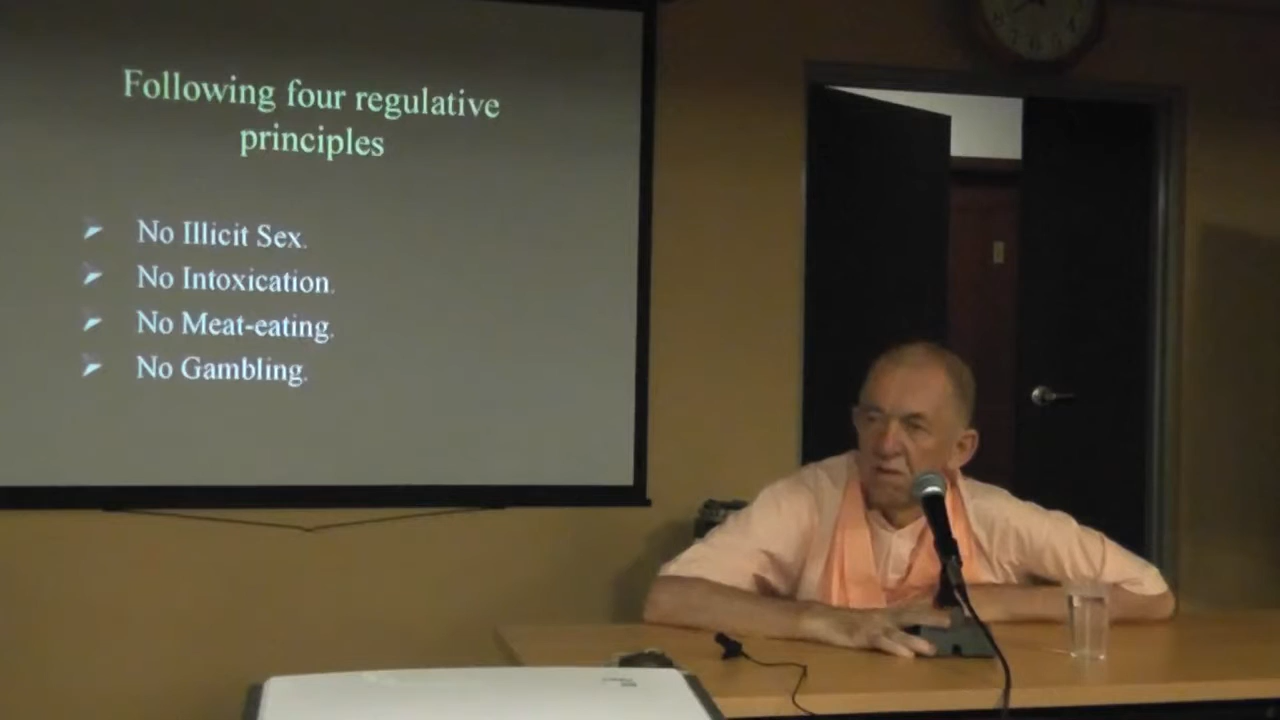 Following four regulative
principles
No Illicit Sex.
No Intoxication.
No Meat-eating.
No Gambling.